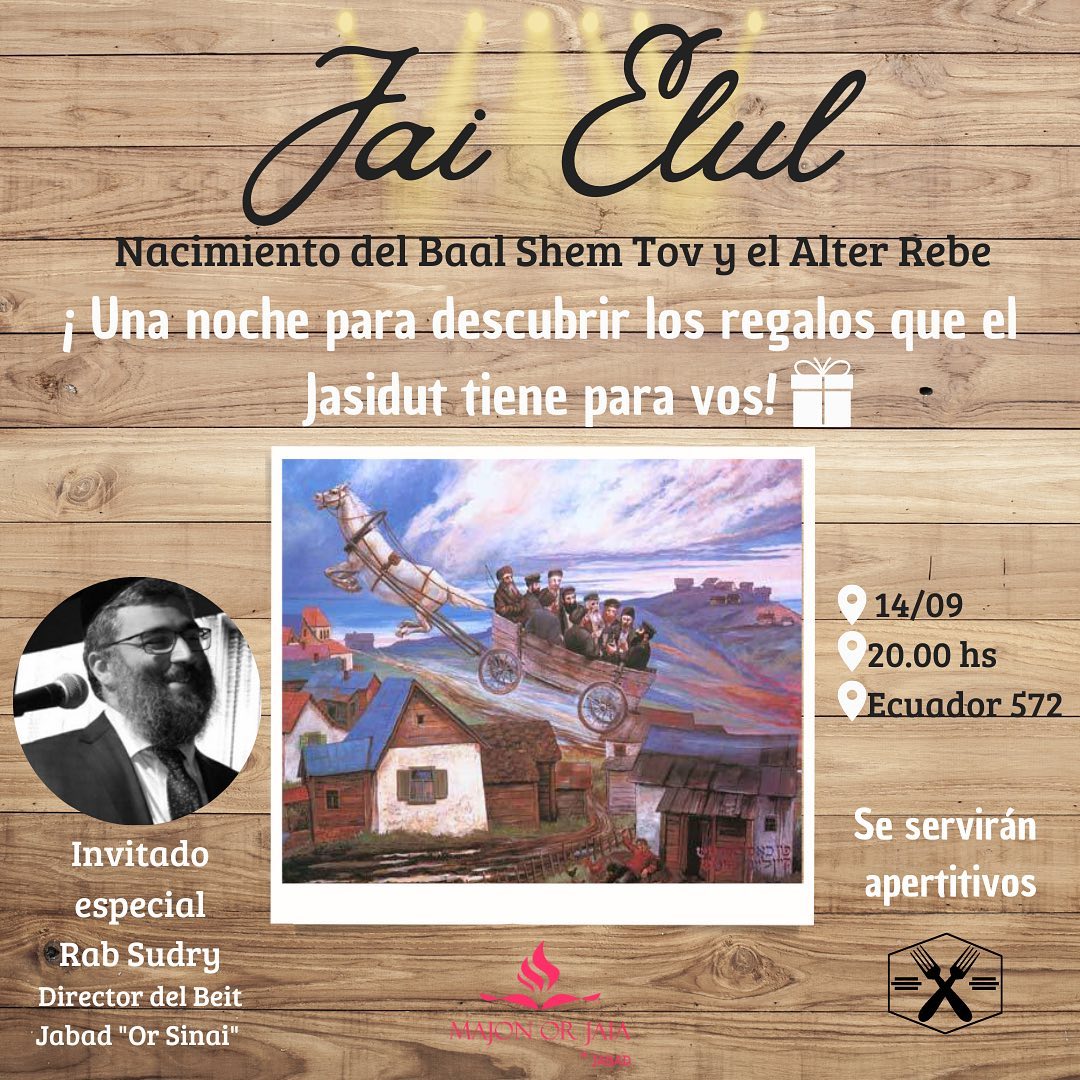 Jai Elul
Nacimiento del Baal Shem Tov y el Alter Rebe
¡ Una noche para descubrir los regalos que el
Jasidut tiene para vos!
14/09
20.00 hs
Ecuador 572
Invitado
especial
Rab Sudry
Director del Beit
Jabad "Or Sinai"
Se servirán
apertitivos
MAJON OR JAIA
JABAD